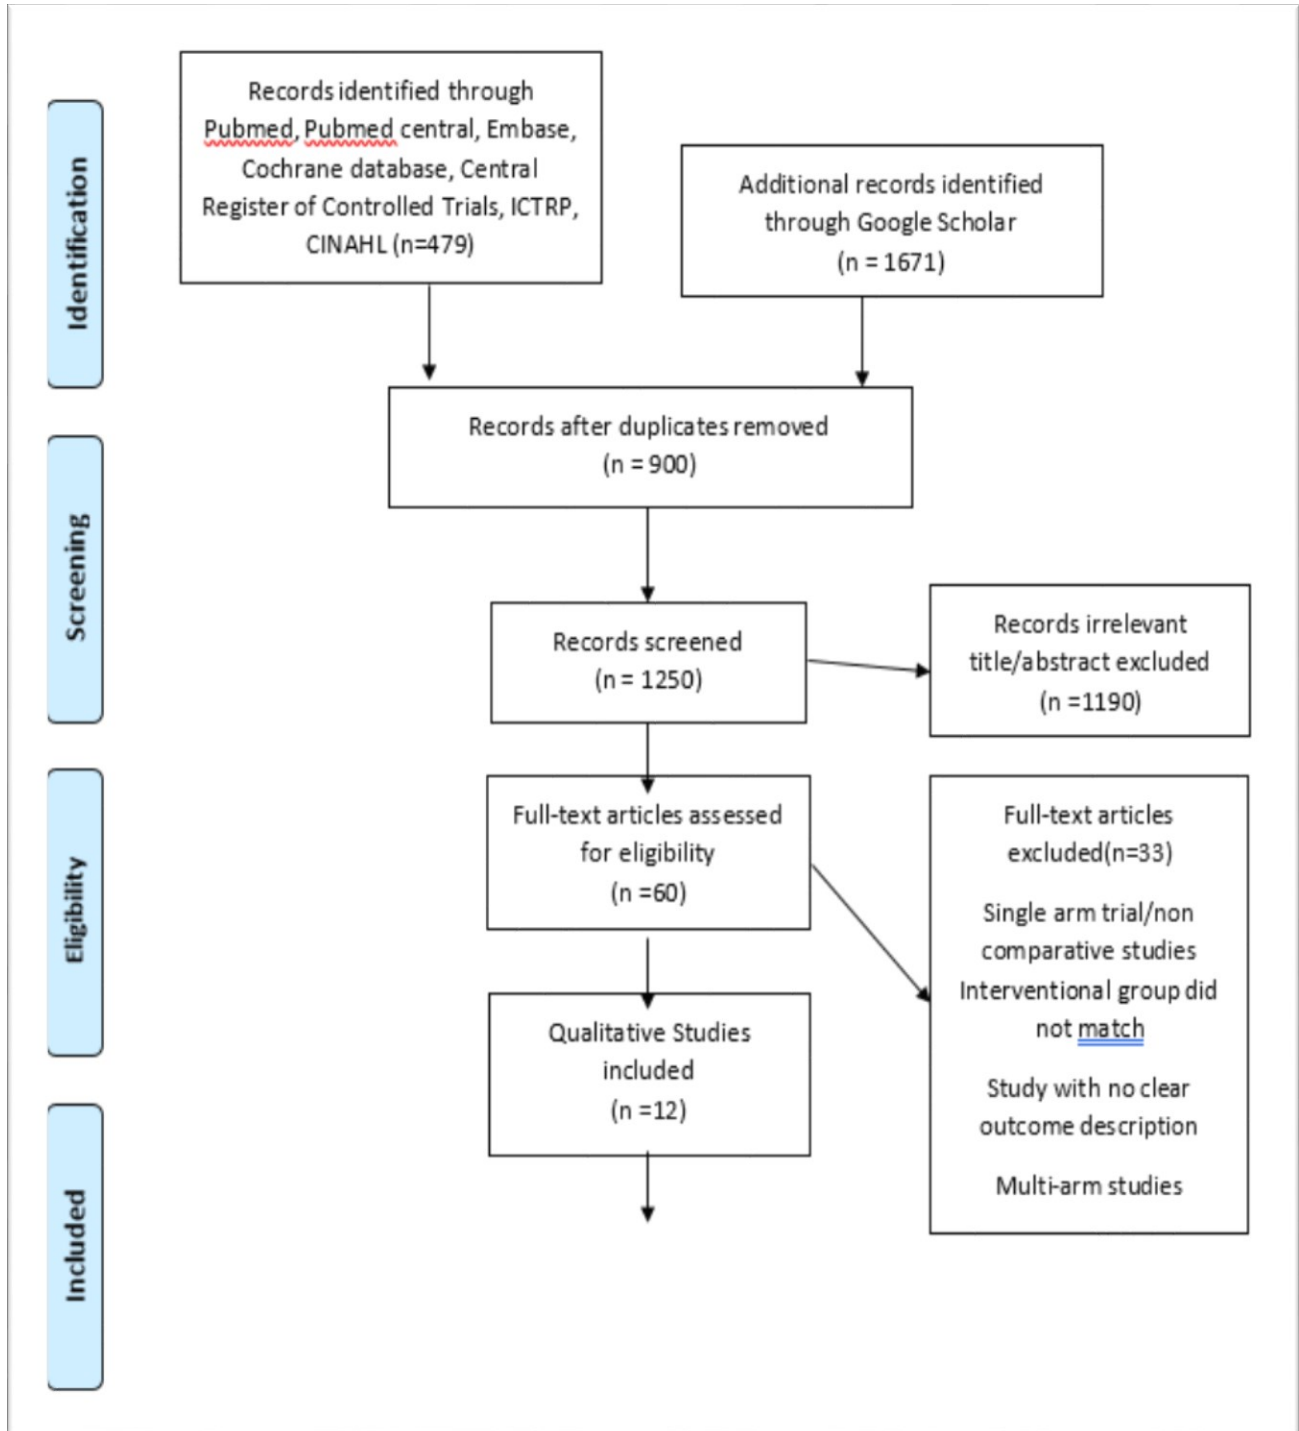 Identification
Records identified through
Pubmed, Pubmed central, Embase,
Cochrane database, Central
Register of Controlled Trials, ICTRP,
CINAHL (n=479)
Additional records identified
through Google Scholar
(n = 1671)
Records after duplicates removed
(n = 900)
Screening
Records screened
(n = 1250)
Records irrelevant
title/abstract excluded
(n =1190)
Eligibility
Full-text articles assessed
for eligibility
(n =60)
Full-text articles
excluded(n=33)
Single arm trial/non
comparative studies
Interventional group did
not match
Study with no clear
outcome description
Multi-arm studies
Qualitative Studies
included
(n =12)
Included